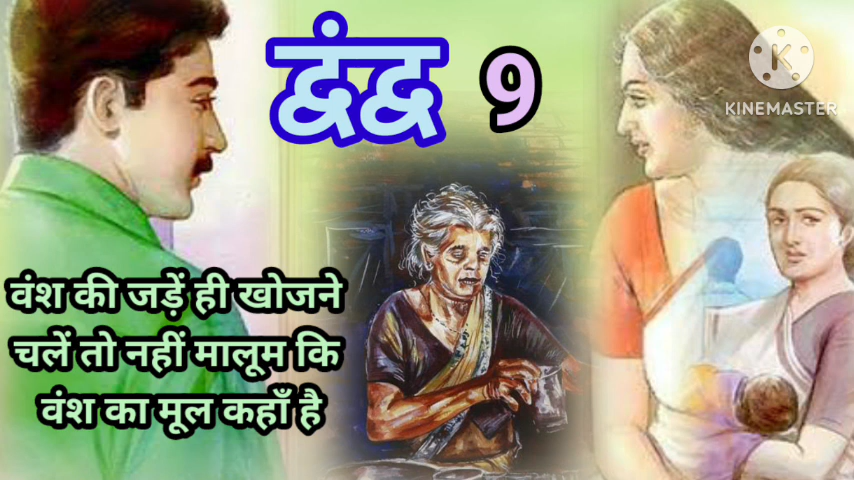 द्वंद्व 9
KINEMASTER
वंश की जड़ें ही खोजने
चलें तो नहीं मालूम कि
वंश का मूल कहाँ है